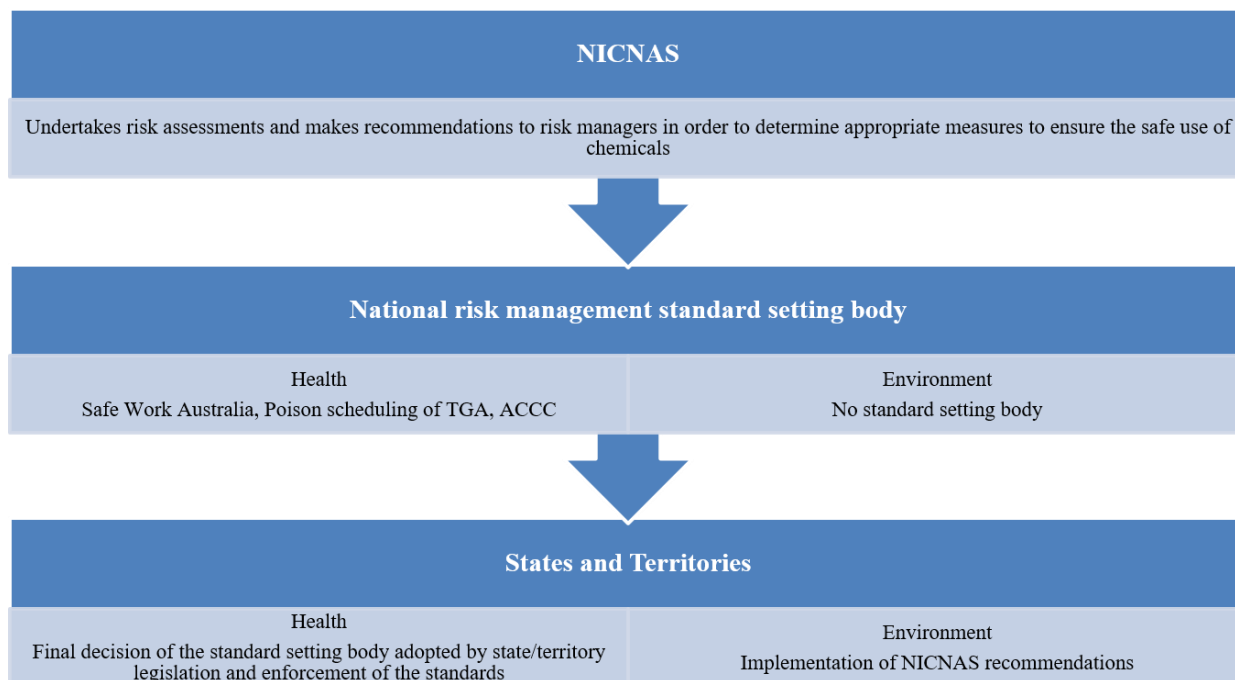 NICNAS
Undertakes risk assessments and makes recommendations to risk managers in order to determine appropriate measures to ensure the safe use of
chemicals
National risk management standard setting body
Health
Safe Work Australia, Poison scheduling of TGA, ACCC
Environment
No standard setting body
States and Territories
Health
Final decision of the standard setting body adopted by state/territory
legislation and enforcement of the standards
Environment
Implementation of NICNAS recommendations